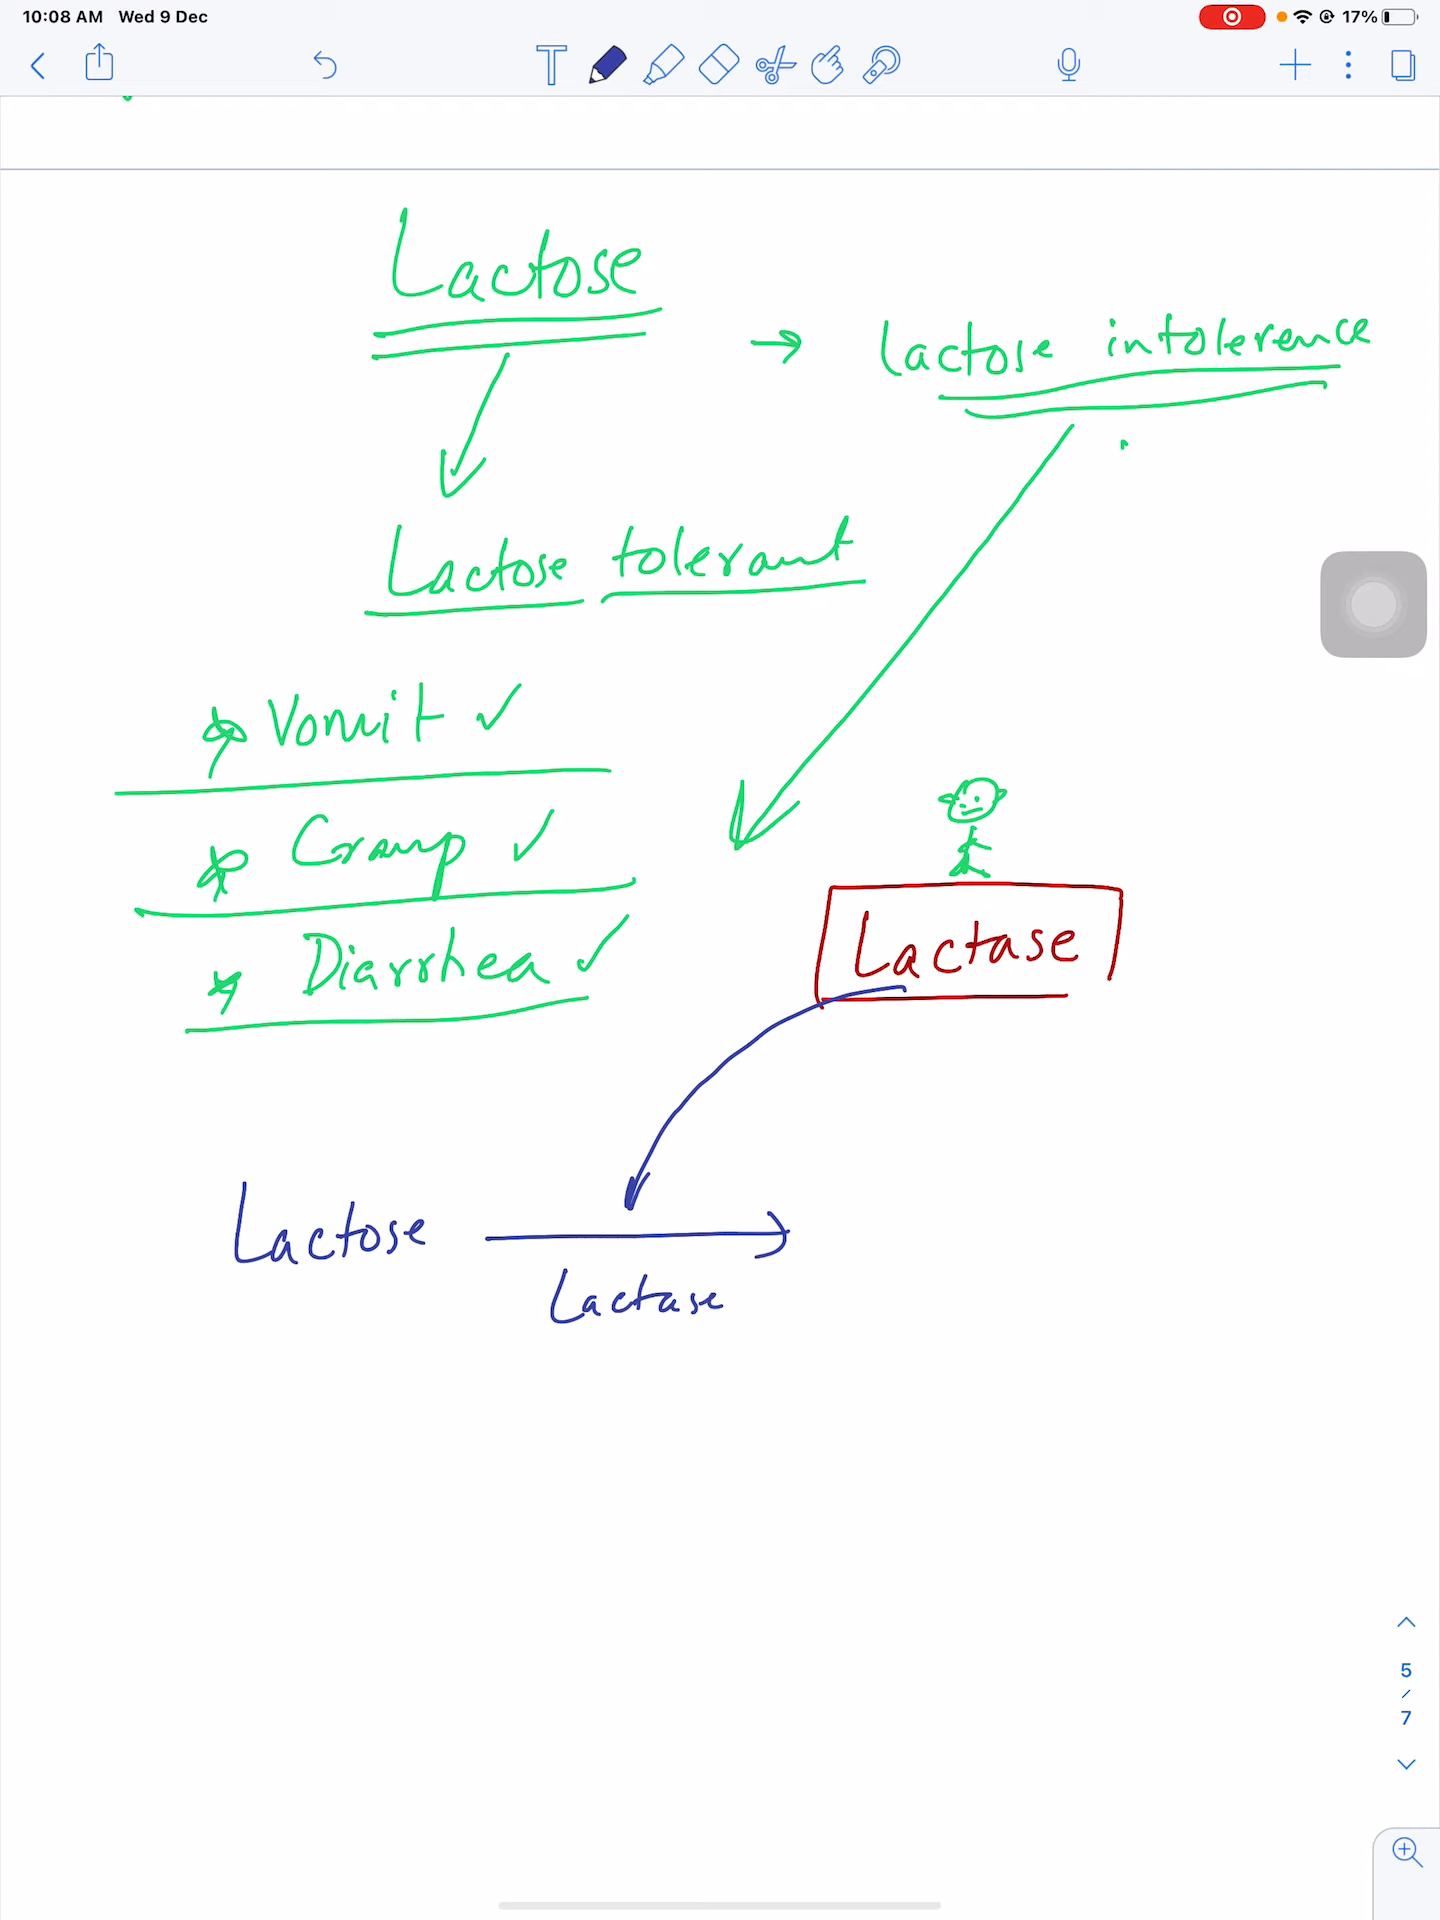 10:08 AM Wed 9 Dec
17%
T
Lactose
→ Lactose intolerence
Lactose tolerant
* Vomit ✓
* Cramp ✓
* Diarrhea ✓
Lactase
Lactose
Lactase
5
/
7